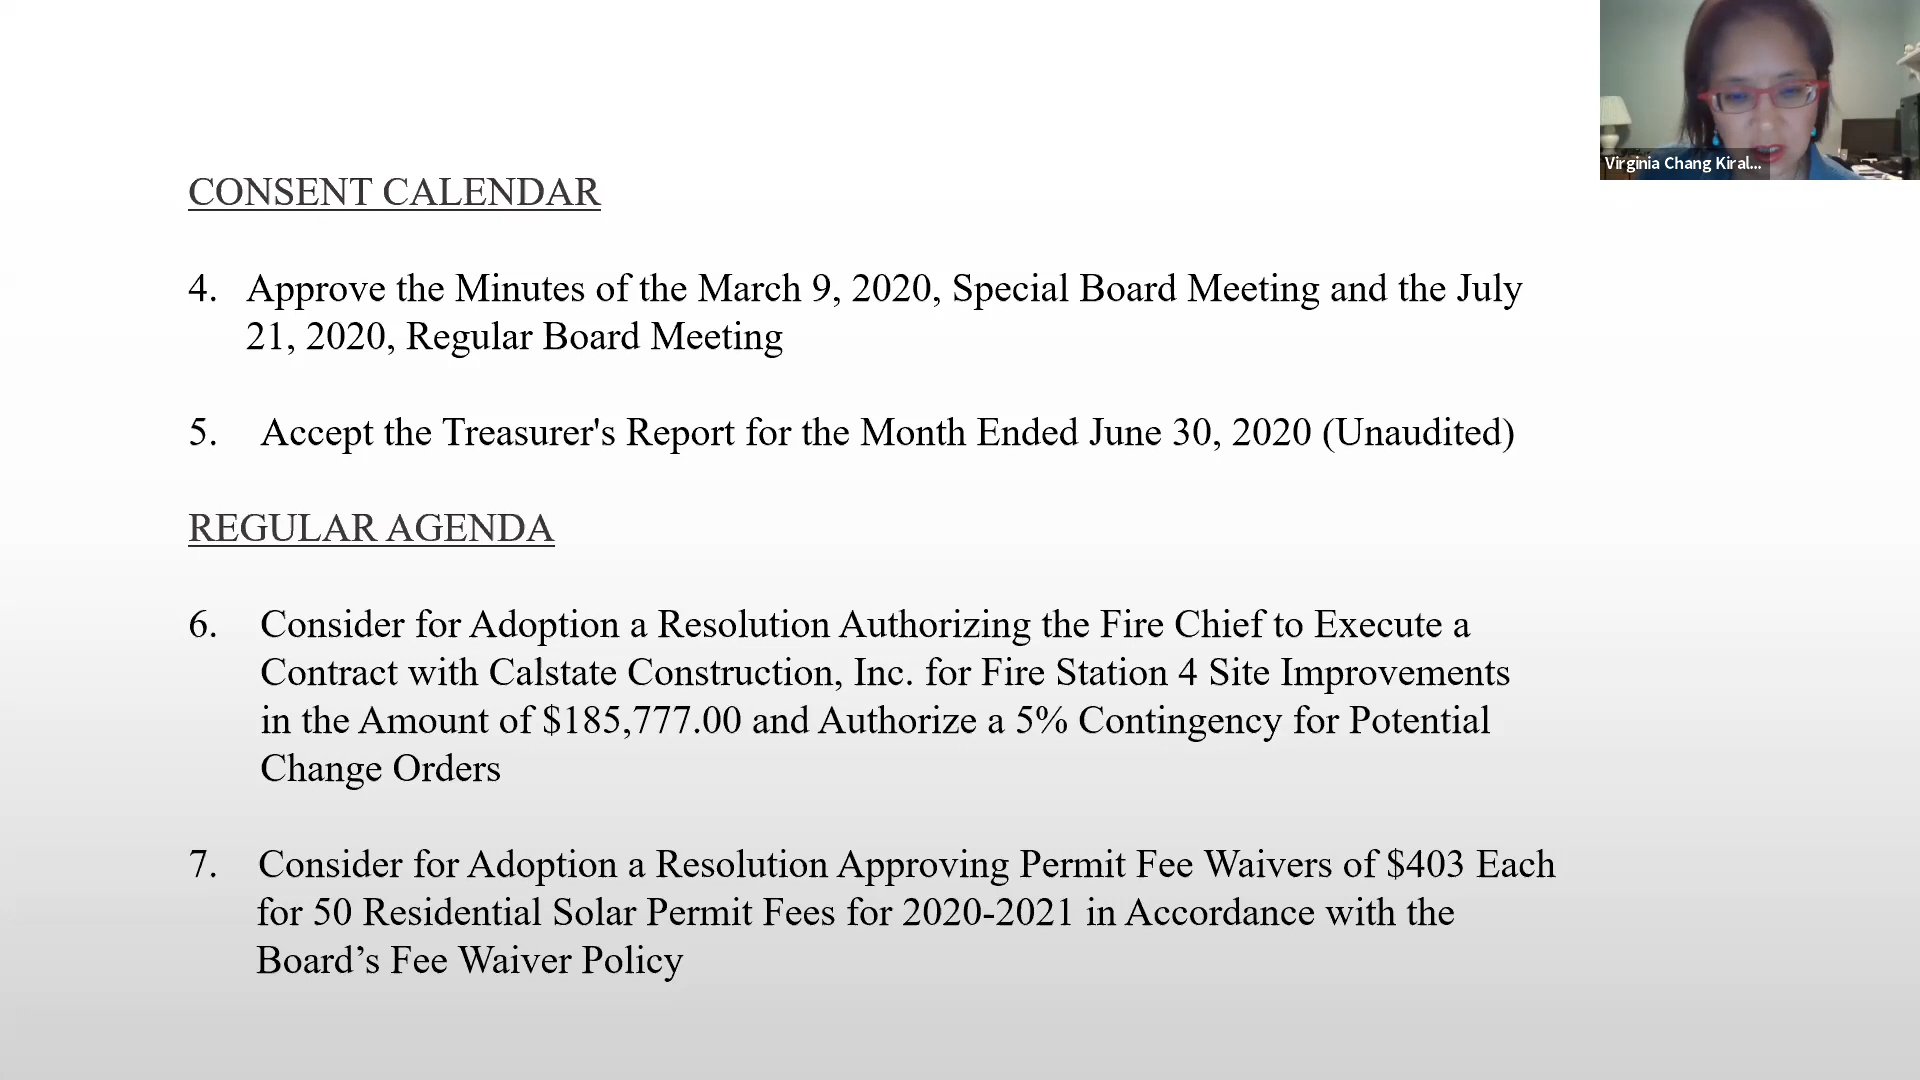 Virginia Chang Kiral...
CONSENT CALENDAR
4. Approve the Minutes of the March 9, 2020, Special Board Meeting and the July
21, 2020, Regular Board Meeting
5. Accept the Treasurer's Report for the Month Ended June 30, 2020 (Unaudited)
REGULAR AGENDA
6. Consider for Adoption a Resolution Authorizing the Fire Chief to Execute a
Contract with Calstate Construction, Inc. for Fire Station 4 Site Improvements
in the Amount of $185,777.00 and Authorize a 5% Contingency for Potential
Change Orders
7. Consider for Adoption a Resolution Approving Permit Fee Waivers of $403 Each
for 50 Residential Solar Permit Fees for 2020-2021 in Accordance with the
Board’s Fee Waiver Policy